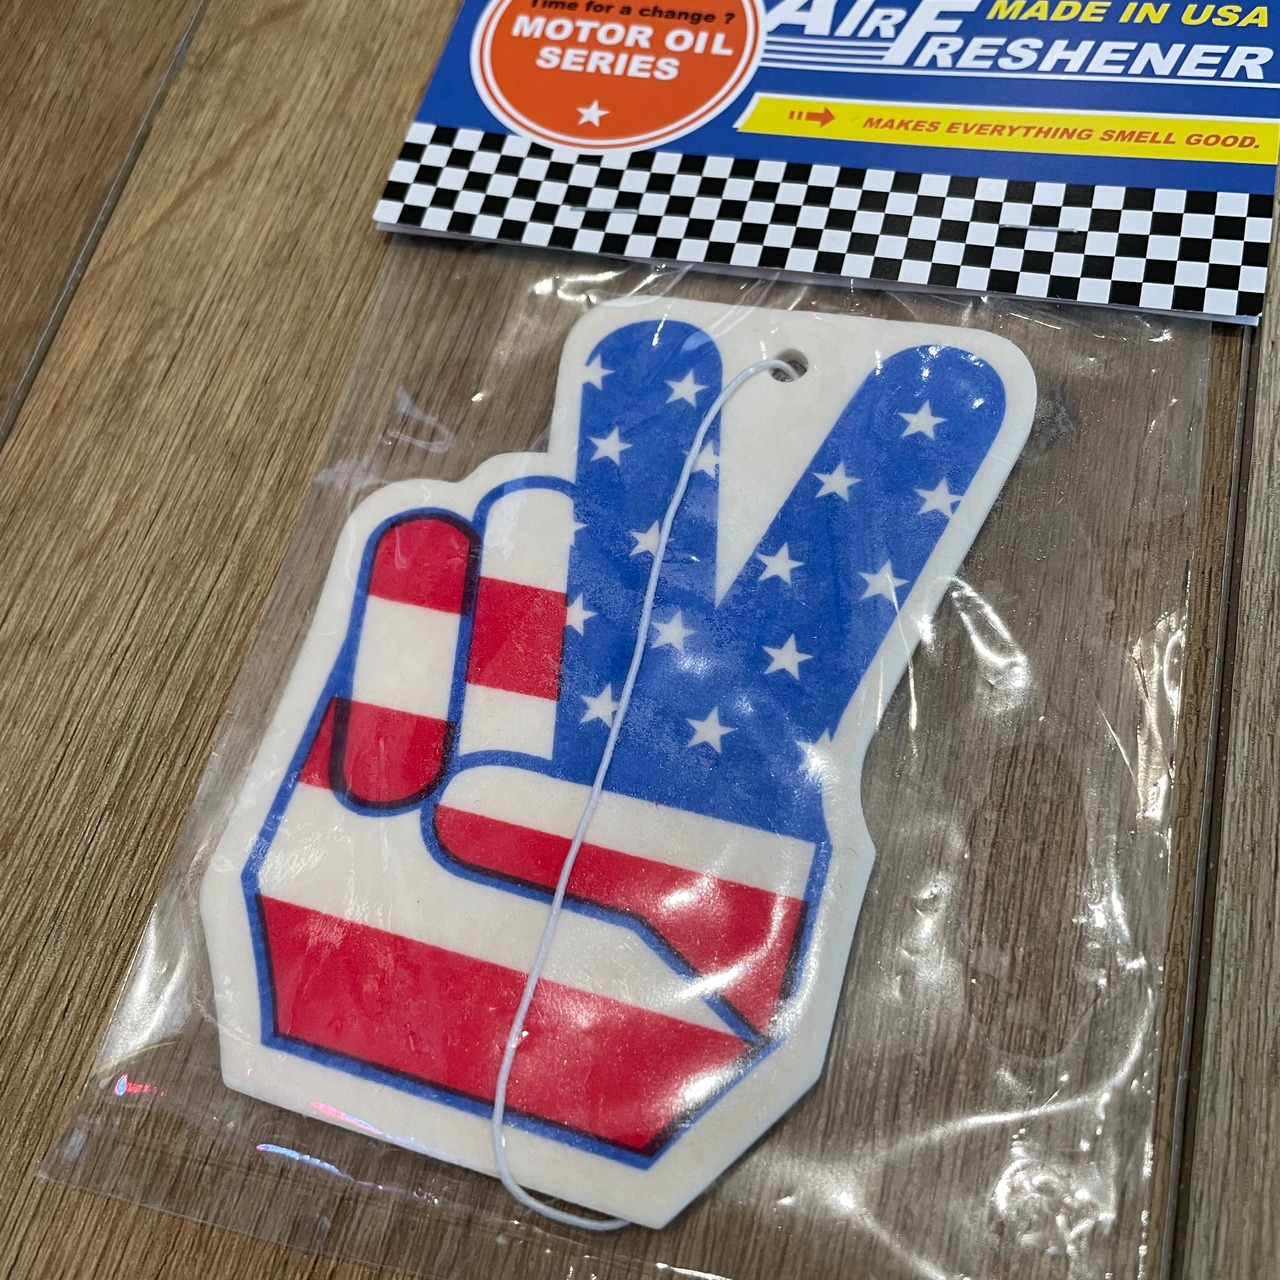 Time for a change ?
MOTOR OIL
SERIES
AIR FRESHENER
MADE IN USA
MAKES EVERYTHING SMELL GOOD.